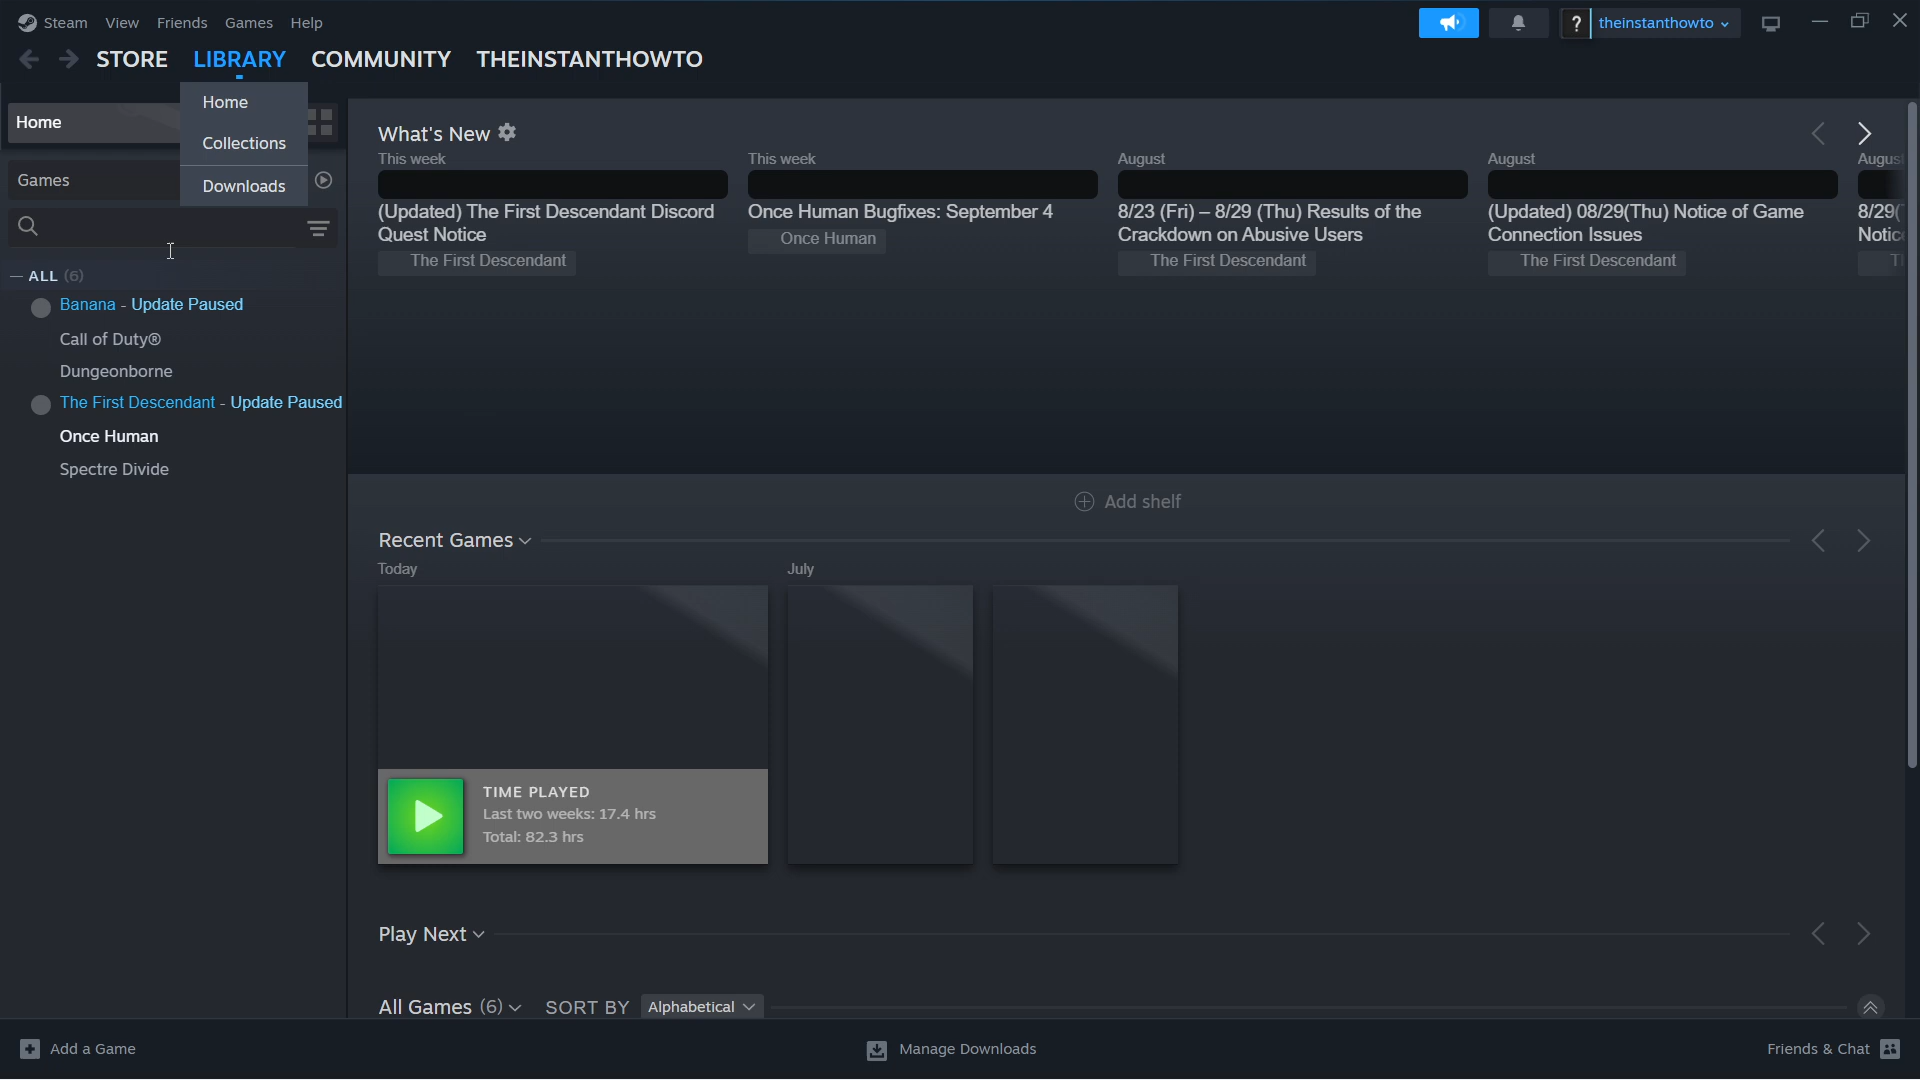 Steam View Friends Games Help
? theinstanthowto
STORE LIBRARY COMMUNITY THEINSTANTHOWTO
Home
Collections
Downloads
Home
Games
ALL (6)
Banana - Update Paused
Call of Duty®
Dungeonborne
The First Descendant - Update Paused
Once Human
Spectre Divide
What's New
This week
(Updated) The First Descendant Discord
Quest Notice
The First Descendant
This week
Once Human Bugfixes: September 4
Once Human
August
8/23 (Fri) – 8/29 (Thu) Results of the
Crackdown on Abusive Users
The First Descendant
August
(Updated) 08/29(Thu) Notice of Game
Connection Issues
The First Descendant
August
8/29(
Notic
Add shelf
Recent Games
Today
July
TIME PLAYED
Last two weeks: 17.4 hrs
Total: 82.3 hrs
Play Next
All Games (6) SORT BY Alphabetical
Add a Game
Manage Downloads
Friends & Chat